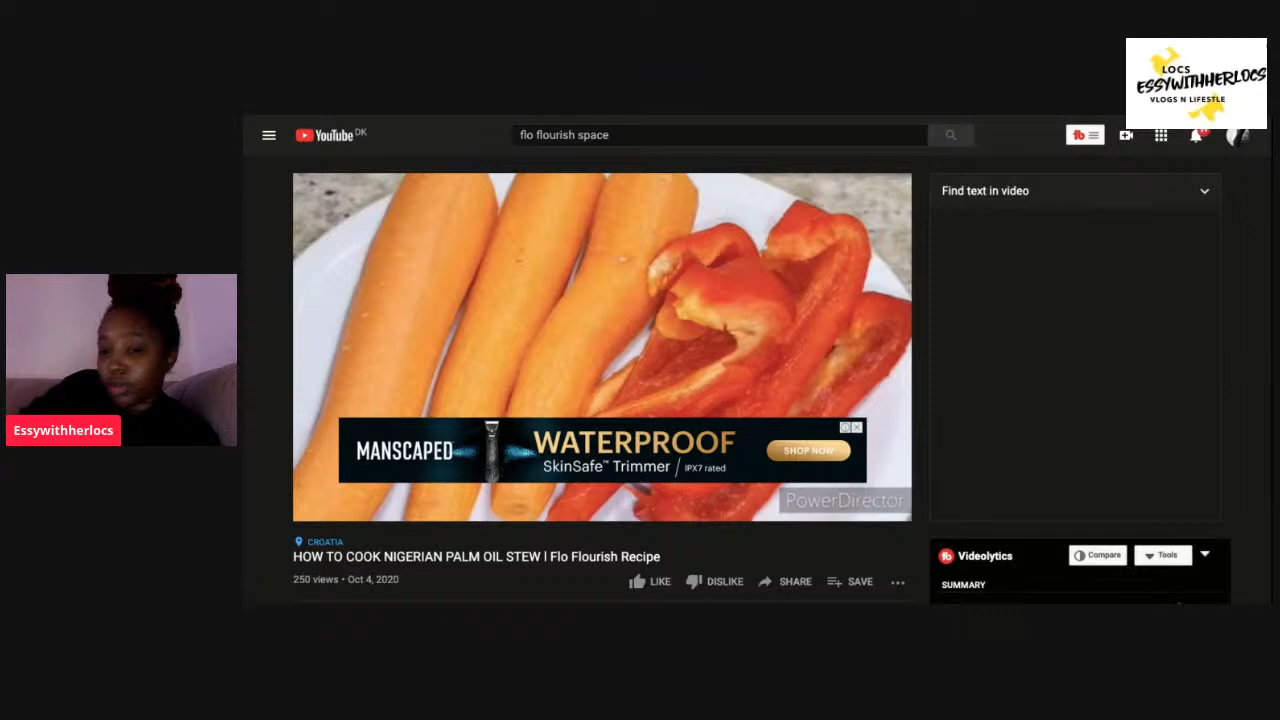 LOCS
ESSYWITHHERLOCS
VLOGS N LIFESTLE
YouTube DK
flo flourish space
Find text in video
Essywithherlocs
MANSCAPED
WATERPROOF
SkinSafe™ Trimmer / IPX7 rated
SHOP NOW
PowerDirector
CROATIA
HOW TO COOK NIGERIAN PALM OIL STEW l Flo Flourish Recipe
250 views • Oct 4, 2020
LIKE DISLIKE SHARE SAVE
Videolytics
Compare
Tools
SUMMARY